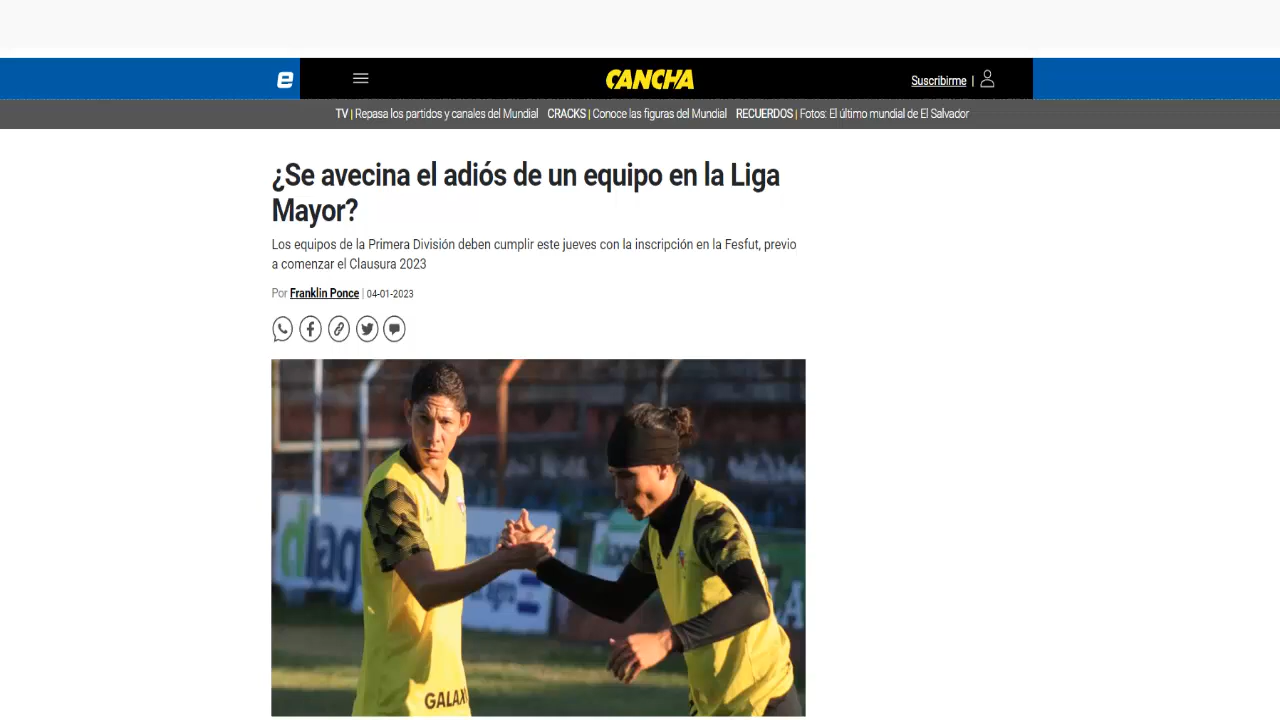 e
CANCHA
Suscribirme |
TV | Repasa los partidos y canales del Mundial CRACKS | Conoce las figuras del Mundial RECUERDOS | Fotos: El último mundial de El Salvador
¿Se avecina el adiós de un equipo en la Liga
Mayor?
Los equipos de la Primera División deben cumplir este jueves con la inscripción en la Fesfut, previo
a comenzar el Clausura 2023
Por Franklin Ponce | 04-01-2023
GALAX